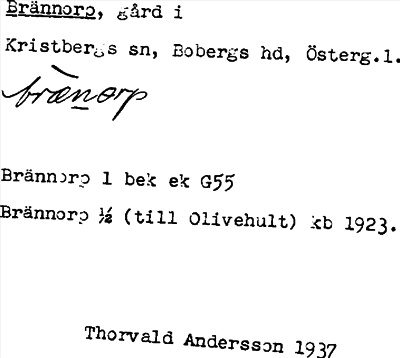 Brännorp, gård i
Kristbergs sn, Bobergs hd, Österg.l.
brænorp
Brännorp 1 bek ek G55
Brännorp ½ (till Olivehult) kb 1923.
Thorvald Andersson 1937